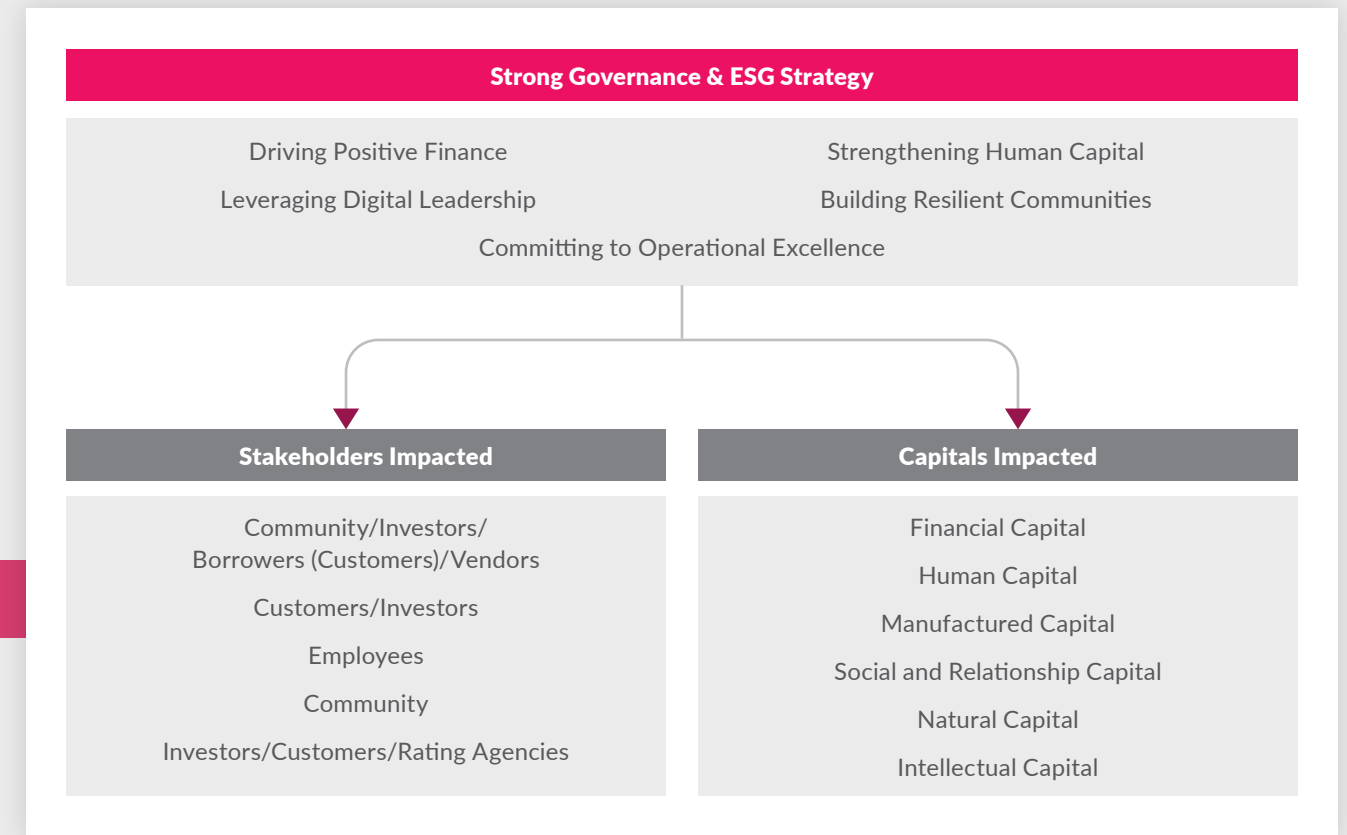 Strong Governance & ESG Strategy
Driving Positive Finance
Strengthening Human Capital
Leveraging Digital Leadership
Building Resilient Communities
Committing to Operational Excellence
Stakeholders Impacted
Community/Investors/
Borrowers (Customers)/Vendors
Customers/Investors
Employees
Community
Investors/Customers/Rating Agencies
Capitals Impacted
Financial Capital
Human Capital
Manufactured Capital
Social and Relationship Capital
Natural Capital
Intellectual Capital